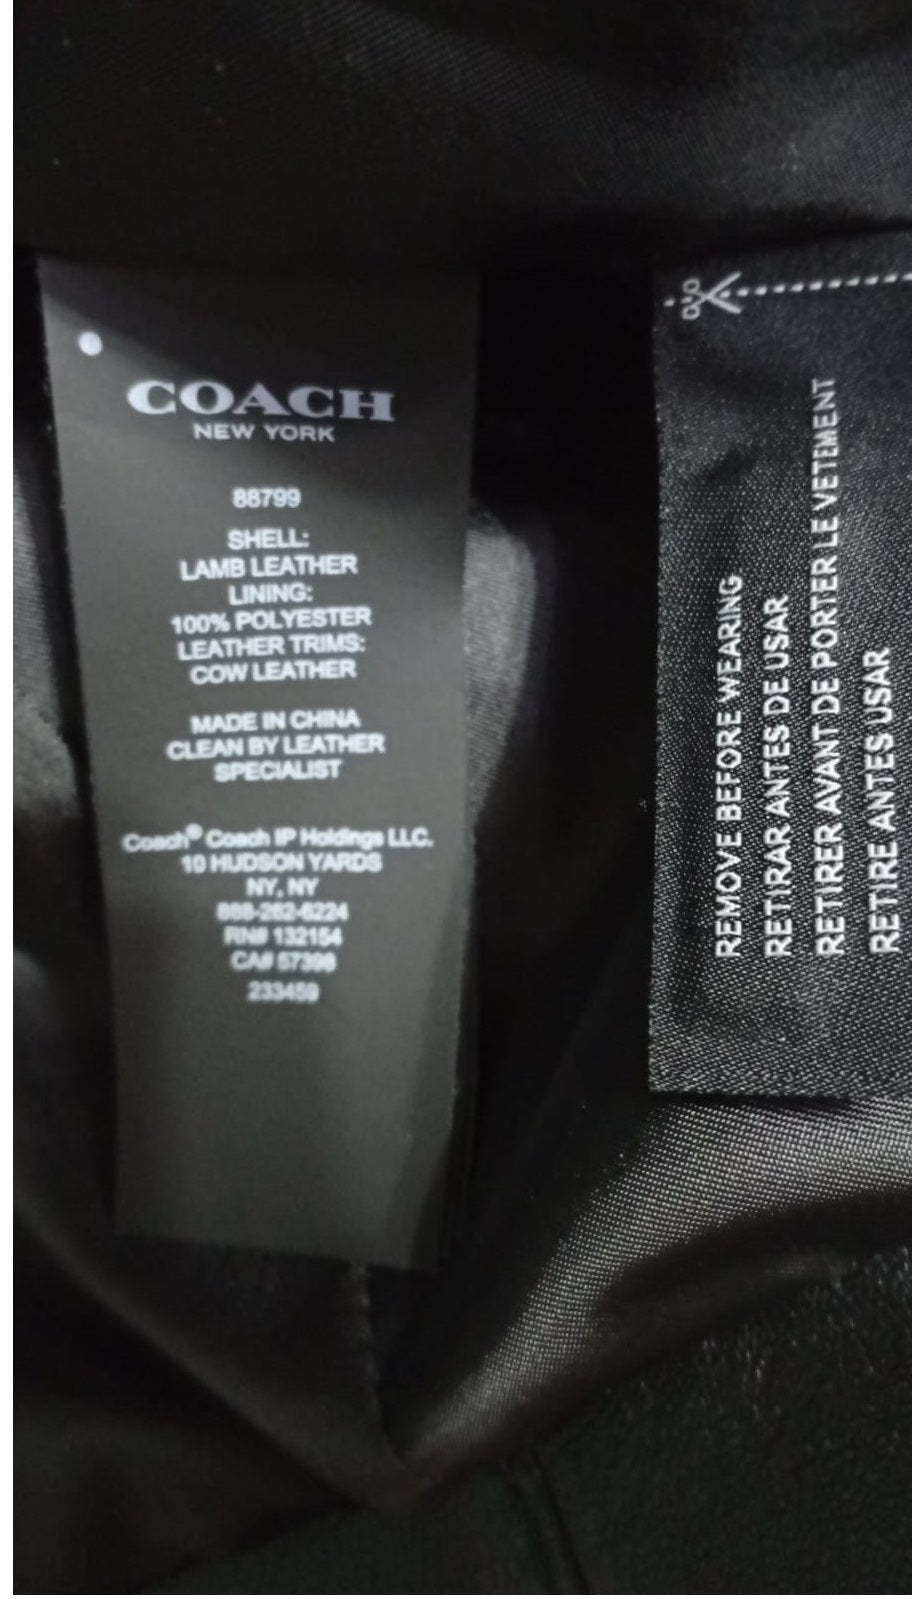 COACH
NEW YORK
88799
SHELL:
LAMB LEATHER
LINING:
100% POLYESTER
LEATHER TRIMS:
COW LEATHER
MADE IN CHINA
CLEAN BY LEATHER
SPECIALIST
Coach® Coach IP Holdings LLC.
10 HUDSON YARDS
NY, NY
888-262-6224
RN# 132154
CA# 57398
233459
REMOVE BEFORE WEARING
RETIRAR ANTES DE USAR
RETIRER AVANT DE PORTER LE VETEMENT
RETIRE ANTES USAR